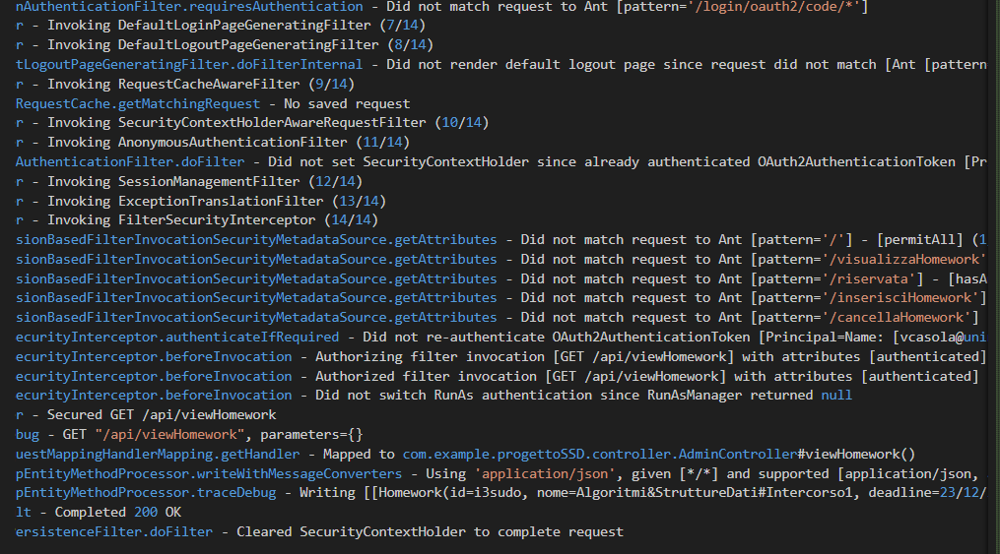 nAuthenticationFilter.requiresAuthentication - Did not match request to Ant [pattern='/login/oauth2/code/*']
r - Invoking DefaultLoginPageGeneratingFilter (7/14)
r - Invoking DefaultLogoutPageGeneratingFilter (8/14)
tLogoutPageGeneratingFilter.doFilterInternal - Did not render default logout page since request did not match [Ant [pattern
r - Invoking RequestCacheAwareFilter (9/14)
RequestCache.getMatchingRequest - No saved request
r - Invoking SecurityContextHolderAwareRequestFilter (10/14)
r - Invoking AnonymousAuthenticationFilter (11/14)
AuthenticationFilter.doFilter - Did not set SecurityContextHolder since already authenticated OAuth2AuthenticationToken [Pr
r - Invoking SessionManagementFilter (12/14)
r - Invoking ExceptionTranslationFilter (13/14)
r - Invoking FilterSecurityInterceptor (14/14)
sionBasedFilterInvocationSecurityMetadataSource.getAttributes - Did not match request to Ant [pattern='/'] - [permitAll] (1
sionBasedFilterInvocationSecurityMetadataSource.getAttributes - Did not match request to Ant [pattern='/visualizzaHomework'
sionBasedFilterInvocationSecurityMetadataSource.getAttributes - Did not match request to Ant [pattern='/riservata'] - [hasA
sionBasedFilterInvocationSecurityMetadataSource.getAttributes - Did not match request to Ant [pattern='/inserisciHomework']
sionBasedFilterInvocationSecurityMetadataSource.getAttributes - Did not match request to Ant [pattern='/cancellaHomework']
ecurityInterceptor.authenticateIfRequired - Did not re-authenticate OAuth2AuthenticationToken [Principal=Name: [vcasola@uni
ecurityInterceptor.beforeInvocation - Authorizing filter invocation [GET /api/viewHomework] with attributes [authenticated]
ecurityInterceptor.beforeInvocation - Authorized filter invocation [GET /api/viewHomework] with attributes [authenticated]
ecurityInterceptor.beforeInvocation - Did not switch RunAs authentication since RunAsManager returned null
r - Secured GET /api/viewHomework
bug - GET "/api/viewHomework", parameters={}
uestMappingHandlerMapping.getHandler - Mapped to com.example.progettoSSD.controller.AdminController#viewHomework()
pEntityMethodProcessor.writeWithMessageConverters - Using 'application/json', given [*/*] and supported [application/json,
pEntityMethodProcessor.traceDebug - Writing [[Homework(id=i3sudo, nome=Algoritmi&StruttureDati#Intercorso1, deadline=23/12/
lt - Completed 200 OK
ersistenceFilter.doFilter - Cleared SecurityContextHolder to complete request